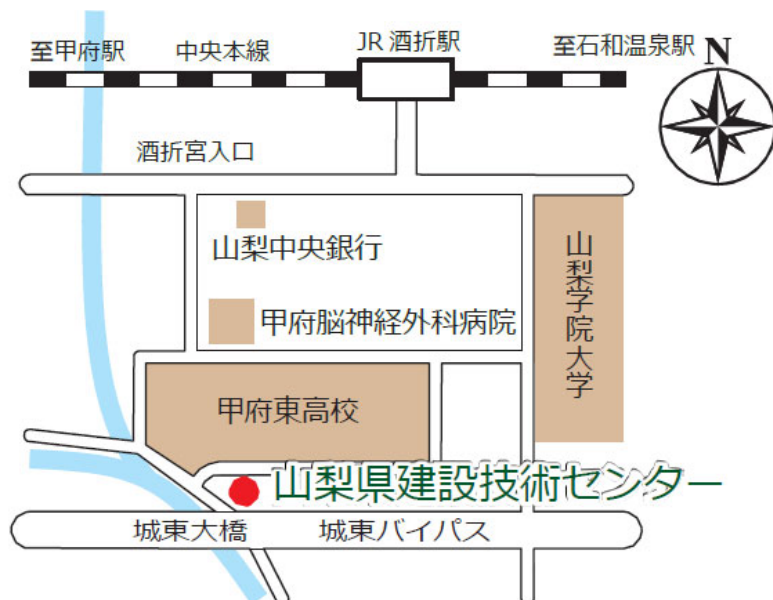 至甲府駅
中央本線
JR 酒折駅
至石和温泉駅
N
酒折宮入口
山梨中央銀行
甲府脳神経外科病院
山梨学院大学
甲府東高校
山梨県建設技術センター
城東大橋
城東バイパス